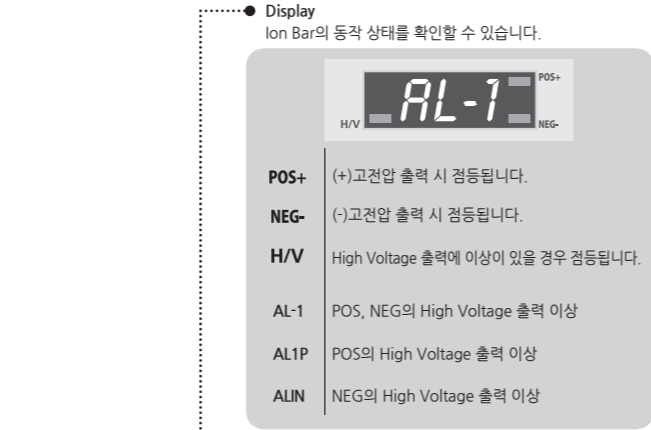 Display
Ion Bar의 동작 상태를 확인할 수 있습니다.
AL-1
POS+
H/V
NEG-
POS+ (+)고전압 출력 시 점등됩니다.
NEG- (-)고전압 출력 시 점등됩니다.
H/V High Voltage 출력에 이상이 있을 경우 점등됩니다.
AL-1 POS, NEG의 High Voltage 출력 이상
AL1P POS의 High Voltage 출력 이상
ALIN NEG의 High Voltage 출력 이상